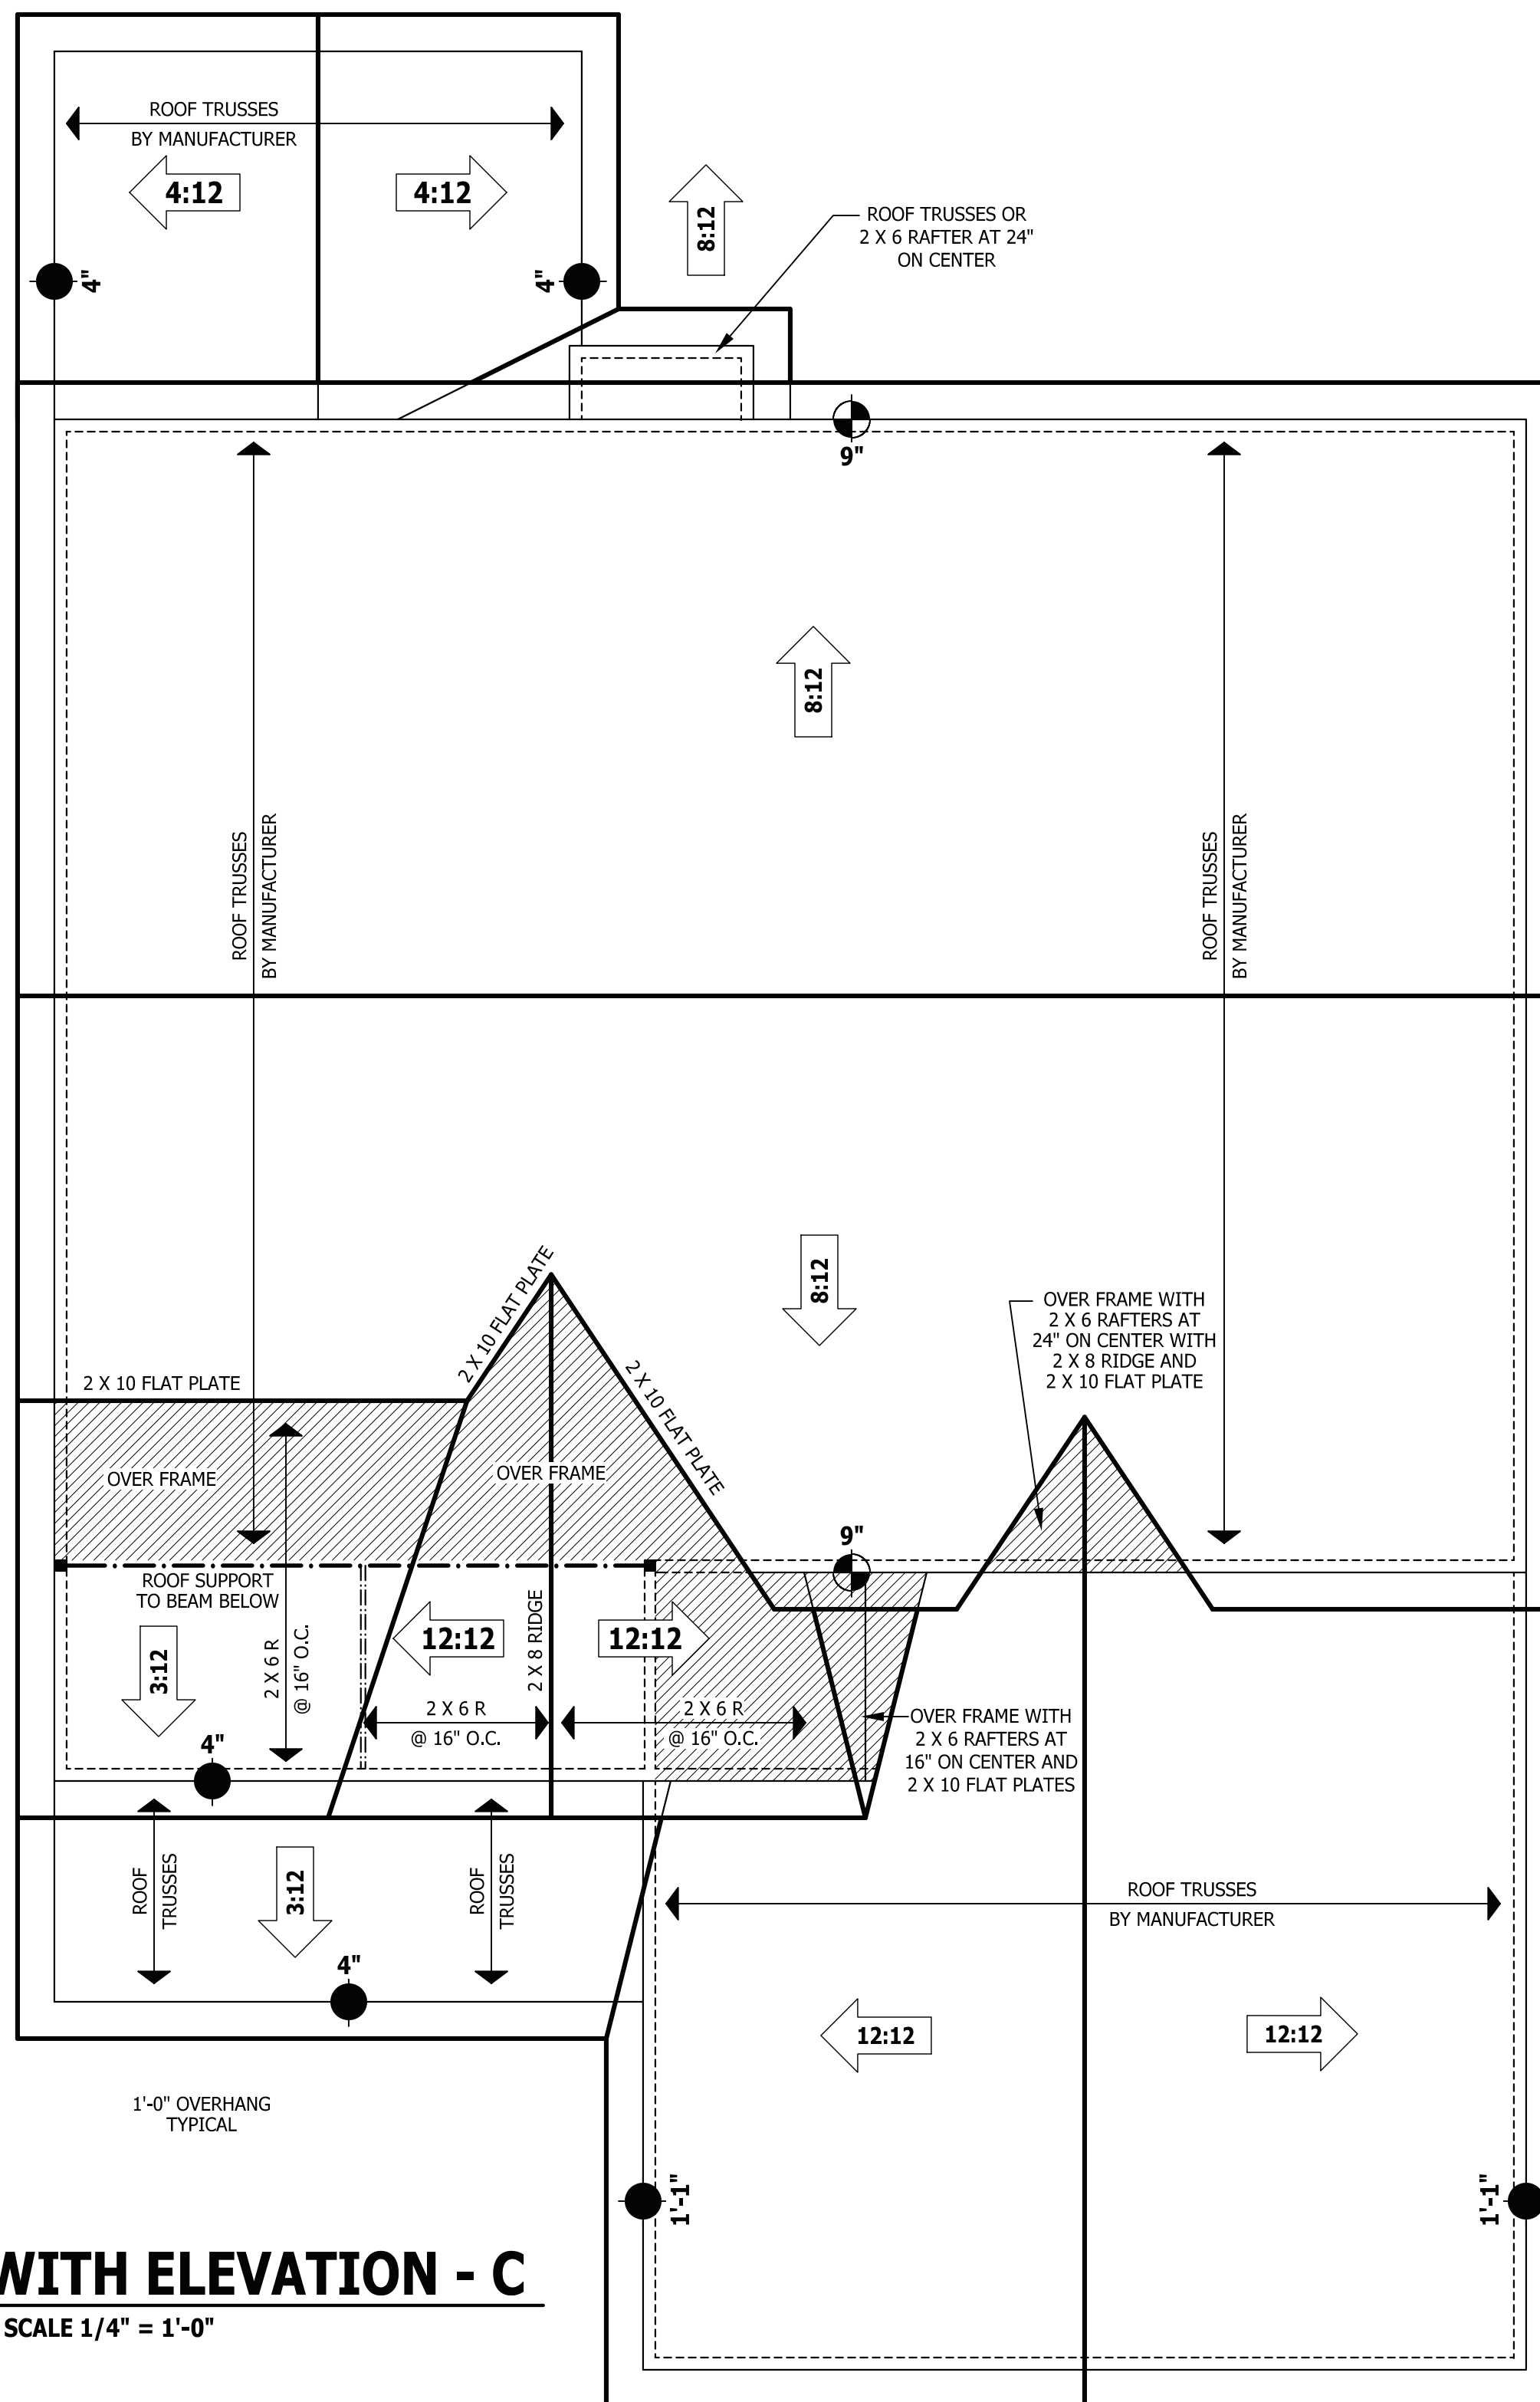 ROOF TRUSSES
BY MANUFACTURER
4:12
4:12
8:12
ROOF TRUSSES OR
2 X 6 RAFTER AT 24"
ON CENTER
4"
4"
9"
8:12
ROOF TRUSSES
BY MANUFACTURER
ROOF TRUSSES
BY MANUFACTURER
8:12
2 X 10 FLAT PLATE
2 X 10 FLAT PLATE
2 X 10 FLAT PLATE
OVER FRAME WITH
2 X 6 RAFTERS AT
24" ON CENTER WITH
2 X 8 RIDGE AND
2 X 10 FLAT PLATE
OVER FRAME
OVER FRAME
9"
ROOF SUPPORT
TO BEAM BELOW
3:12
2 X 6 R
@ 16" O.C.
12:12
2 X 8 RIDGE
12:12
2 X 6 R
@ 16" O.C.
2 X 6 R
@ 16" O.C.
OVER FRAME WITH
2 X 6 RAFTERS AT
16" ON CENTER AND
2 X 10 FLAT PLATES
4"
ROOF
TRUSSES
3:12
ROOF
TRUSSES
ROOF TRUSSES
BY MANUFACTURER
4"
12:12
12:12
1'-0" OVERHANG
TYPICAL
1'-1"
1'-1"
WITH ELEVATION - C
SCALE 1/4" = 1'-0"